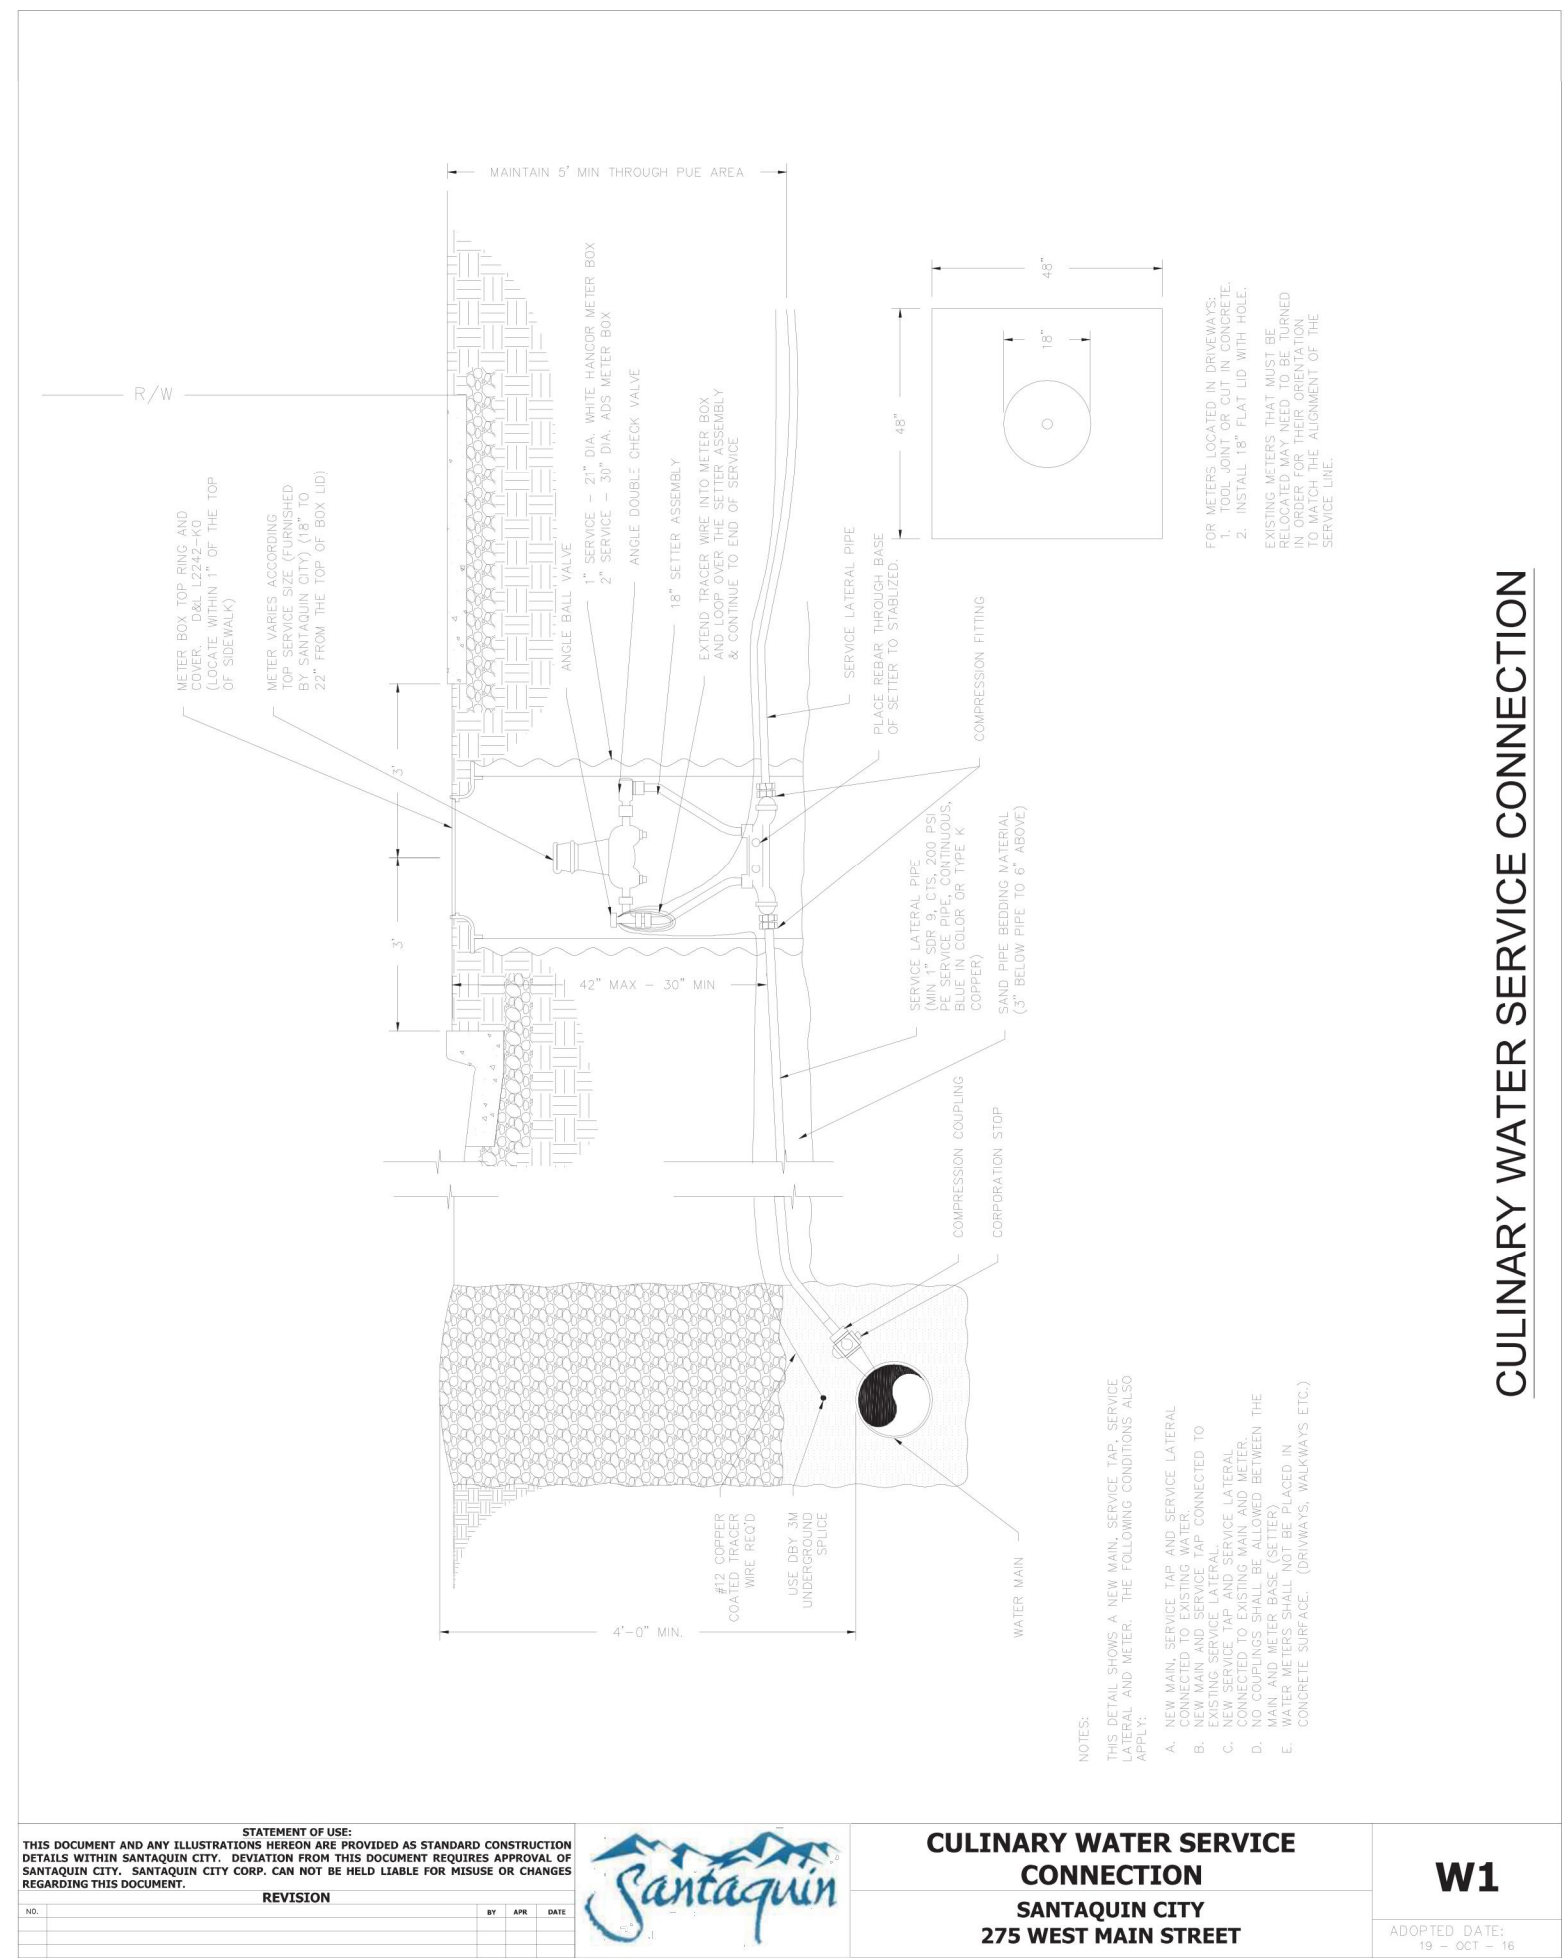 MAINTAIN 5' MIN THROUGH PUE AREA
R/W
METER BOX TOP RING AND
COVER. D&L L2242-K0
(LOCATE WITHIN 1" OF THE TOP
OF SIDEWALK)
METER VARIES ACCORDING
TOP SERVICE SIZE (FURNISHED
BY SANTAQUIN CITY) (18" TO
22" FROM THE TOP OF BOX LID)
3'
3'
ANGLE BALL VALVE
1" SERVICE - 21" DIA. WHITE HANCOR METER BOX
2" SERVICE - 30" DIA. ADS METER BOX
ANGLE DOUBLE CHECK VALVE
18" SETTER ASSEMBLY
EXTEND TRACER WIRE INTO METER BOX
AND LOOP OVER THE SETTER ASSEMBLY
& CONTINUE TO END OF SERVICE
SERVICE LATERAL PIPE
PLACE REBAR THROUGH BASE
OF SETTER TO STABLIZED.
COMPRESSION FITTING
42" MAX - 30" MIN
C
SERVICE LATERAL PIPE
(MIN 1" SDR 9, CTS, 200 PSI
PE SERVICE PIPE, CONTINUOUS,
BLUE IN COLOR OR TYPE K
COPPER)
SAND PIPE BEDDING MATERIAL
(3" BELOW PIPE TO 6" ABOVE)
COMPRESSION COUPLING
CORPORATION STOP
#12 COPPER
COATED TRACER
WIRE REQ'D
USE DBY 3M
UNDERGROUND
SPLICE
4'-0" MIN.
WATER MAIN
48"
48"
18"
FOR METERS LOCATED IN DRIVEWAYS:
1. TOOL JOINT OR CUT IN CONCRETE.
2. INSTALL 18" FLAT LID WITH HOLE.
EXISTING METERS THAT MUST BE
RELOCATED MAY NEED TO BE TURNED
IN ORDER FOR THEIR ORIENTATION
TO MATCH THE ALIGNMENT OF THE
SERVICE LINE.
NOTES:
THIS DETAIL SHOWS A NEW MAIN, SERVICE TAP, SERVICE
LATERAL AND METER. THE FOLLOWING CONDITIONS ALSO
APPLY:
A. NEW MAIN, SERVICE TAP AND SERVICE LATERAL
CONNECTED TO EXISTING WATER.
B. NEW MAIN AND SERVICE TAP CONNECTED TO
EXISTING SERVICE LATERAL.
C. NEW SERVICE TAP AND SERVICE LATERAL
CONNECTED TO EXISTING MAIN AND METER.
D. NO COUPLINGS SHALL BE ALLOWED BETWEEN THE
MAIN AND METER BASE (SETTER)
E. WATER METERS SHALL NOT BE PLACED IN
CONCRETE SURFACE. (DRIVWAYS, WALKWAYS ETC.)
CULINARY WATER SERVICE CONNECTION
STATEMENT OF USE:
THIS DOCUMENT AND ANY ILLUSTRATIONS HEREON ARE PROVIDED AS STANDARD CONSTRUCTION
DETAILS WITHIN SANTAQUIN CITY. DEVIATION FROM THIS DOCUMENT REQUIRES APPROVAL OF
SANTAQUIN CITY. SANTAQUIN CITY CORP. CAN NOT BE HELD LIABLE FOR MISUSE OR CHANGES
REGARDING THIS DOCUMENT.
REVISION
NO. BY APR DATE
Santaquin
CULINARY WATER SERVICE
CONNECTION
SANTAQUIN CITY
275 WEST MAIN STREET
W1
ADOPTED DATE:
19 - OCT - 16